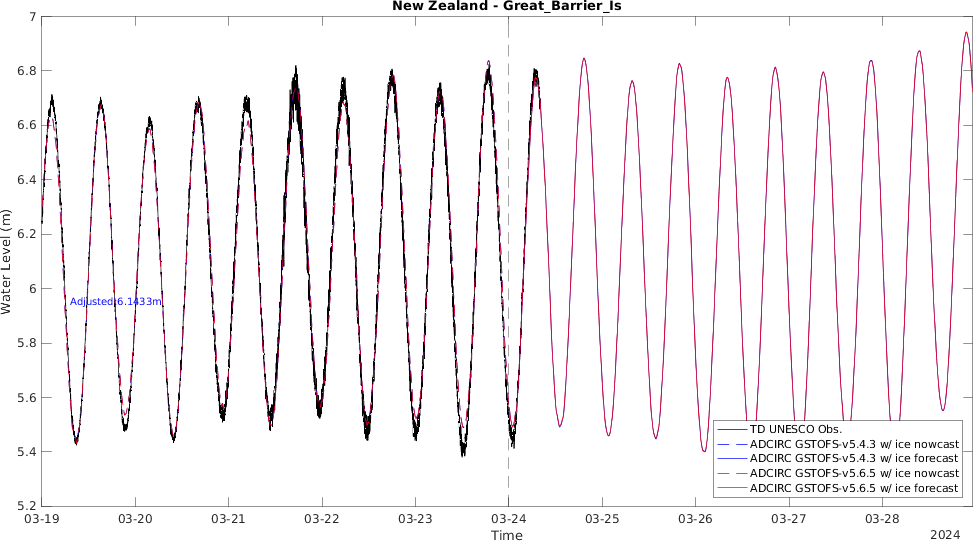 New Zealand - Great_Barrier_Is
7
6.8
6.6
6.4
6.2
6
5.8
5.6
5.4
5.2
Water Level (m)
Adjusted:6.1433m
TD UNESCO Obs.
ADCIRC GSTOFS-v5.4.3 w/ ice nowcast
ADCIRC GSTOFS-v5.4.3 w/ ice forecast
ADCIRC GSTOFS-v5.6.5 w/ ice nowcast
ADCIRC GSTOFS-v5.6.5 w/ ice forecast
03-19 03-20 03-21 03-22 03-23 03-24 03-25 03-26 03-27 03-28
Time
2024